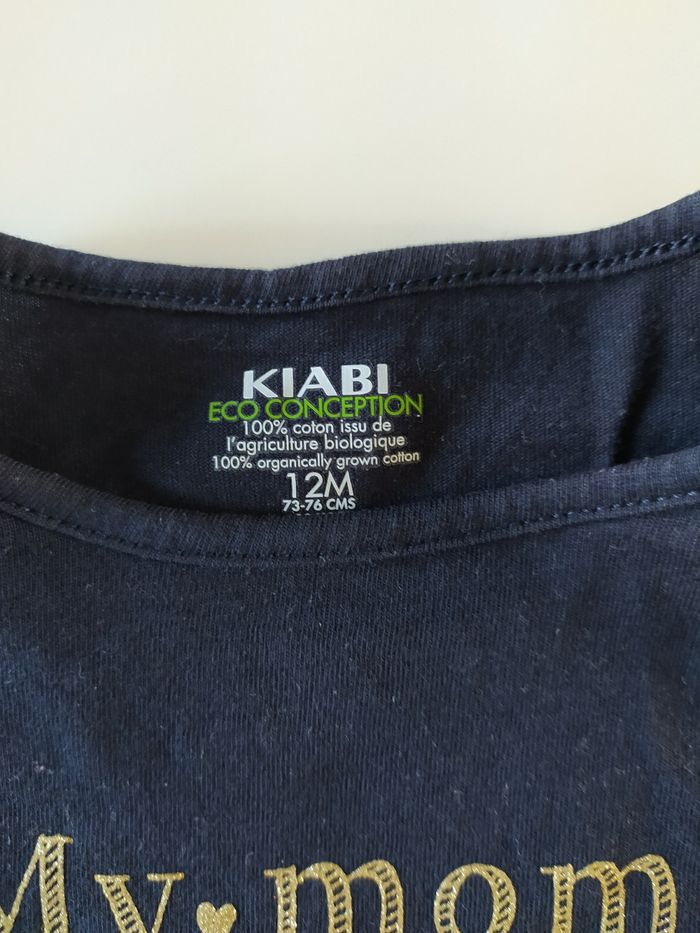 KIABI
ECO CONCEPTION
100% coton issu de
l'agriculture biologique
100% organically grown cotton
12M
73-76 CMS
My mom